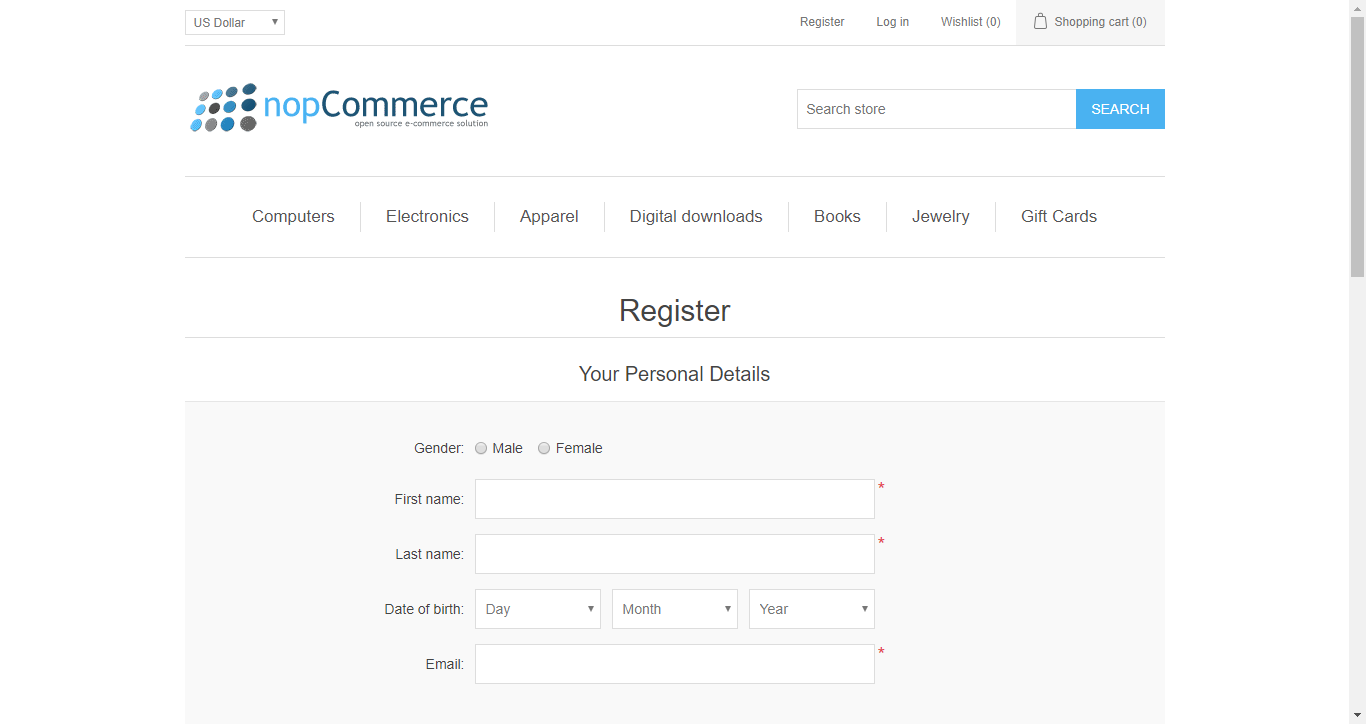 US Dollar Register Log in Wishlist (0) Shopping cart (0)
nopCommerce
open source e-commerce solution
Search store SEARCH
Computers Electronics Apparel Digital downloads Books Jewelry Gift Cards
Register
Your Personal Details
Gender: Male Female
First name: *
Last name: *
Date of birth: Day Month Year
Email: *